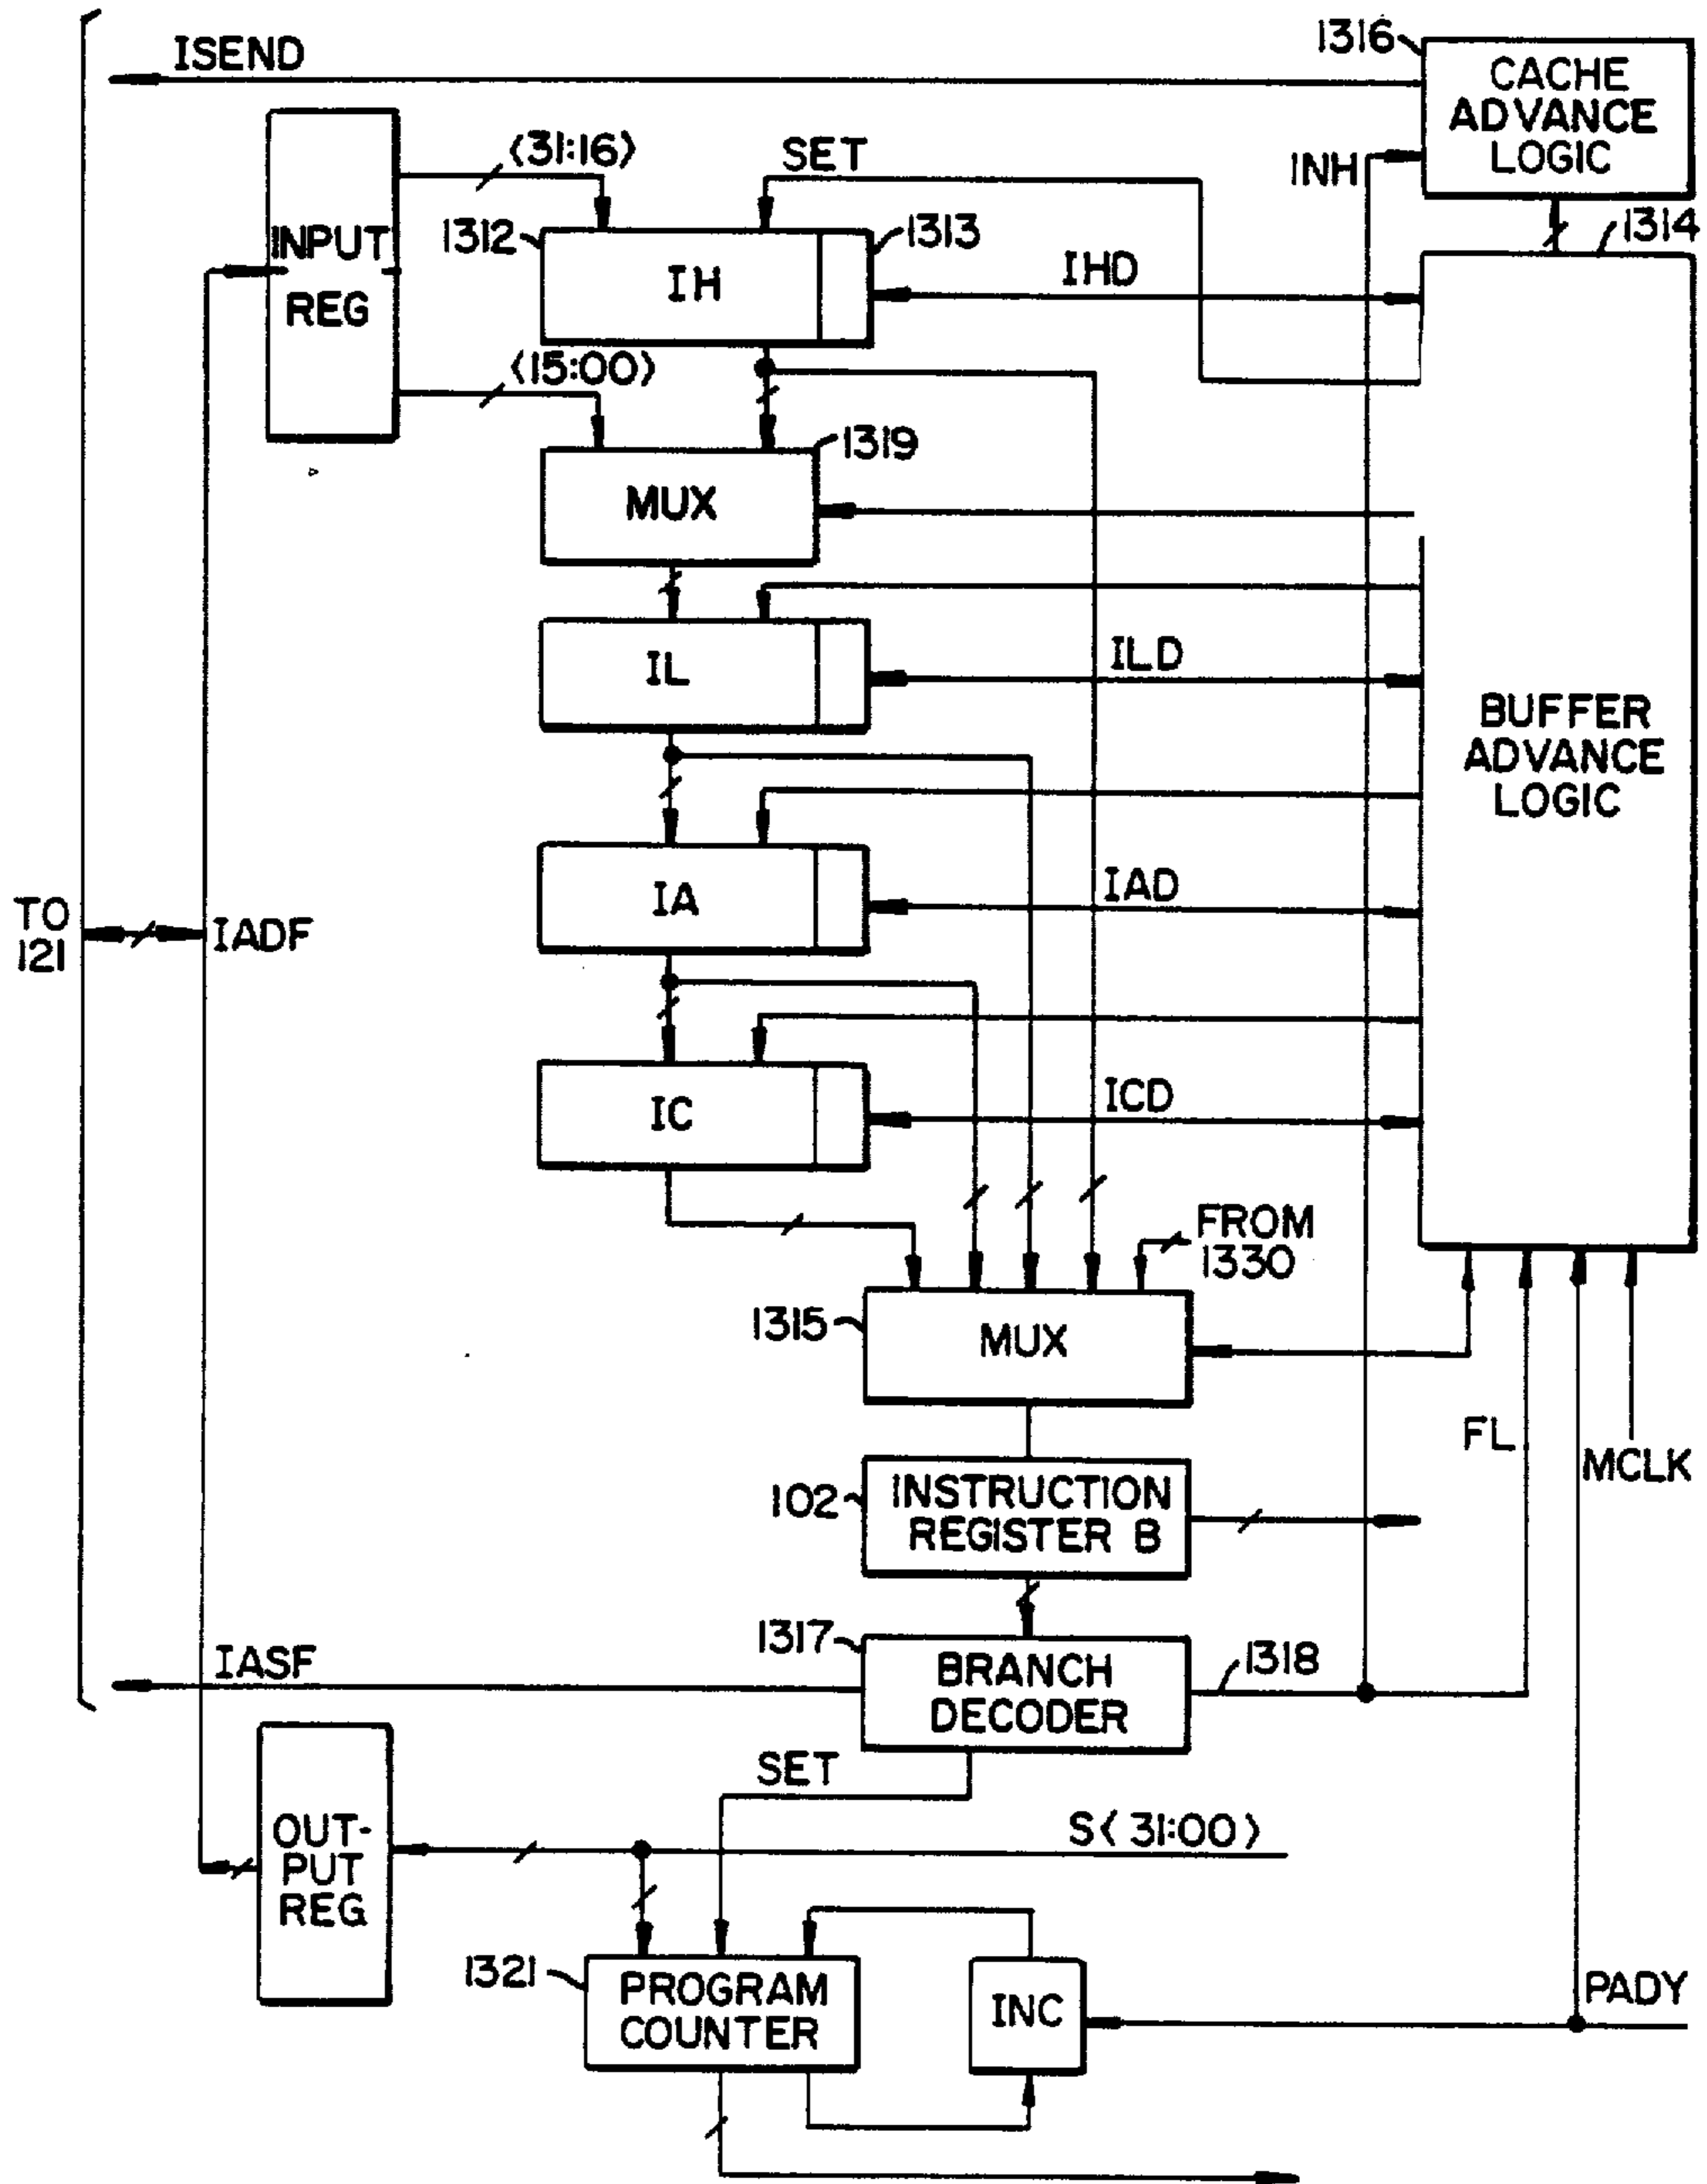 1316
ISEND
CACHE
ADVANCE
LOGIC
⟨31:16⟩
SET
INH
1312
1313
1314
INPUT
REG
IH
IHD
⟨15:00⟩
1319
MUX
IL
ILD
BUFFER
ADVANCE
LOGIC
IA
IAD
TO
121
IADF
IC
ICD
FROM
1330
1315
MUX
FL
MCLK
102
INSTRUCTION
REGISTER B
1317
1318
IASF
BRANCH
DECODER
SET
S⟨31:00⟩
OUT-
PUT
REG
1321
PROGRAM
COUNTER
INC
PADY